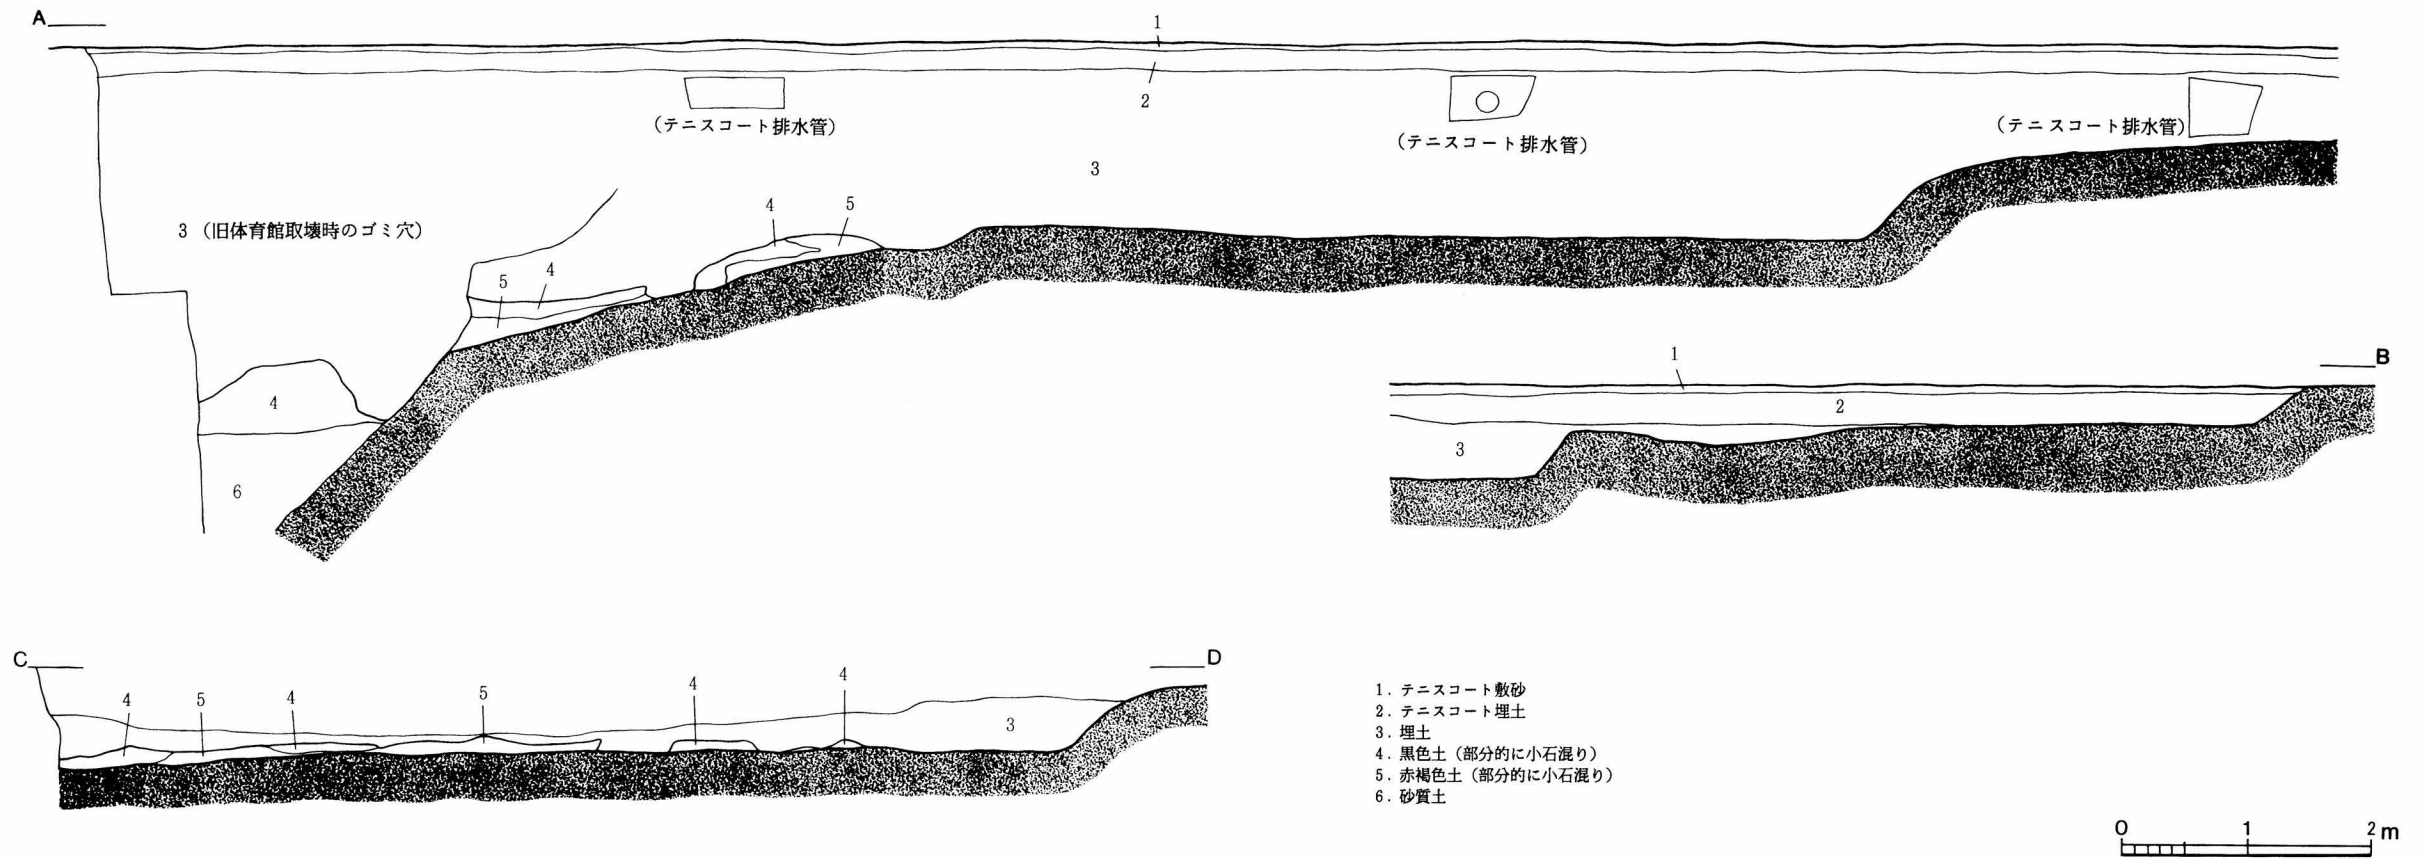 A
1
2
(テニスコート排水管)
(テニスコート排水管)
(テニスコート排水管)
3
4
5
3 (旧体育館取壊時のゴミ穴)
5
4
4
6
B
1
2
3
C
D
4
5
4
5
4
4
3
1. テニスコート敷砂
2. テニスコート埋土
3. 埋土
4. 黒色土(部分的に小石混り)
5. 赤褐色土(部分的に小石混り)
6. 砂質土
0 1 2 m